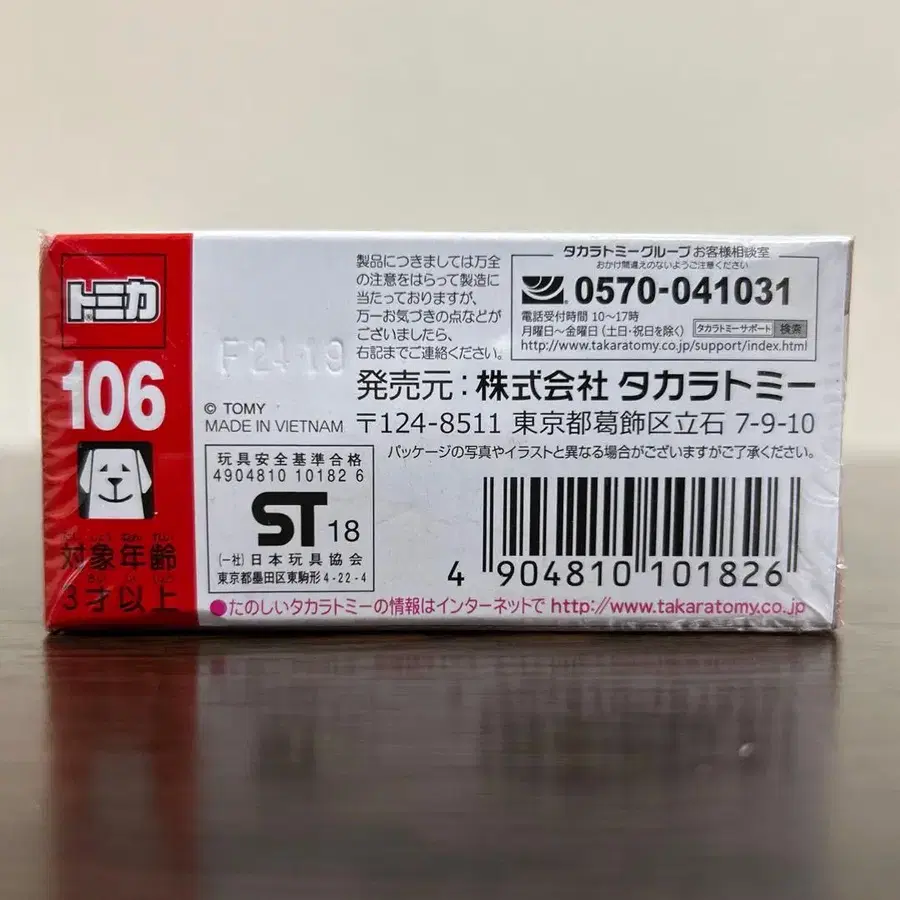 トミカ
106
対象年齢
3才以上
F2419
© TOMY
MADE IN VIETNAM
製品につきましては万全
の注意をはらって製造に
当たっておりますが、
万一お気づきの点などが
ございましたら、
右記までご連絡ください。
タカラトミーグループ お客様相談室
おかけ間違えのないようご注意ください
0570-041031
電話受付時間 10～17時
月曜日～金曜日 (土・日・祝日を除く)
タカラトミーサポート 検索
http://www.takaratomy.co.jp/support/index.html
発売元:株式会社 タカラトミー
〒124-8511 東京都葛飾区立石 7-9-10
パッケージの写真やイラストと異なる場合がございますがご了承ください。
玩具安全基準合格
4904810 10182 6
ST 18
(一社)日本玩具協会
東京都墨田区東駒形4-22-4
4 904810 101826
●たのしいタカラトミーの情報はインターネットで http://www.takaratomy.co.jp